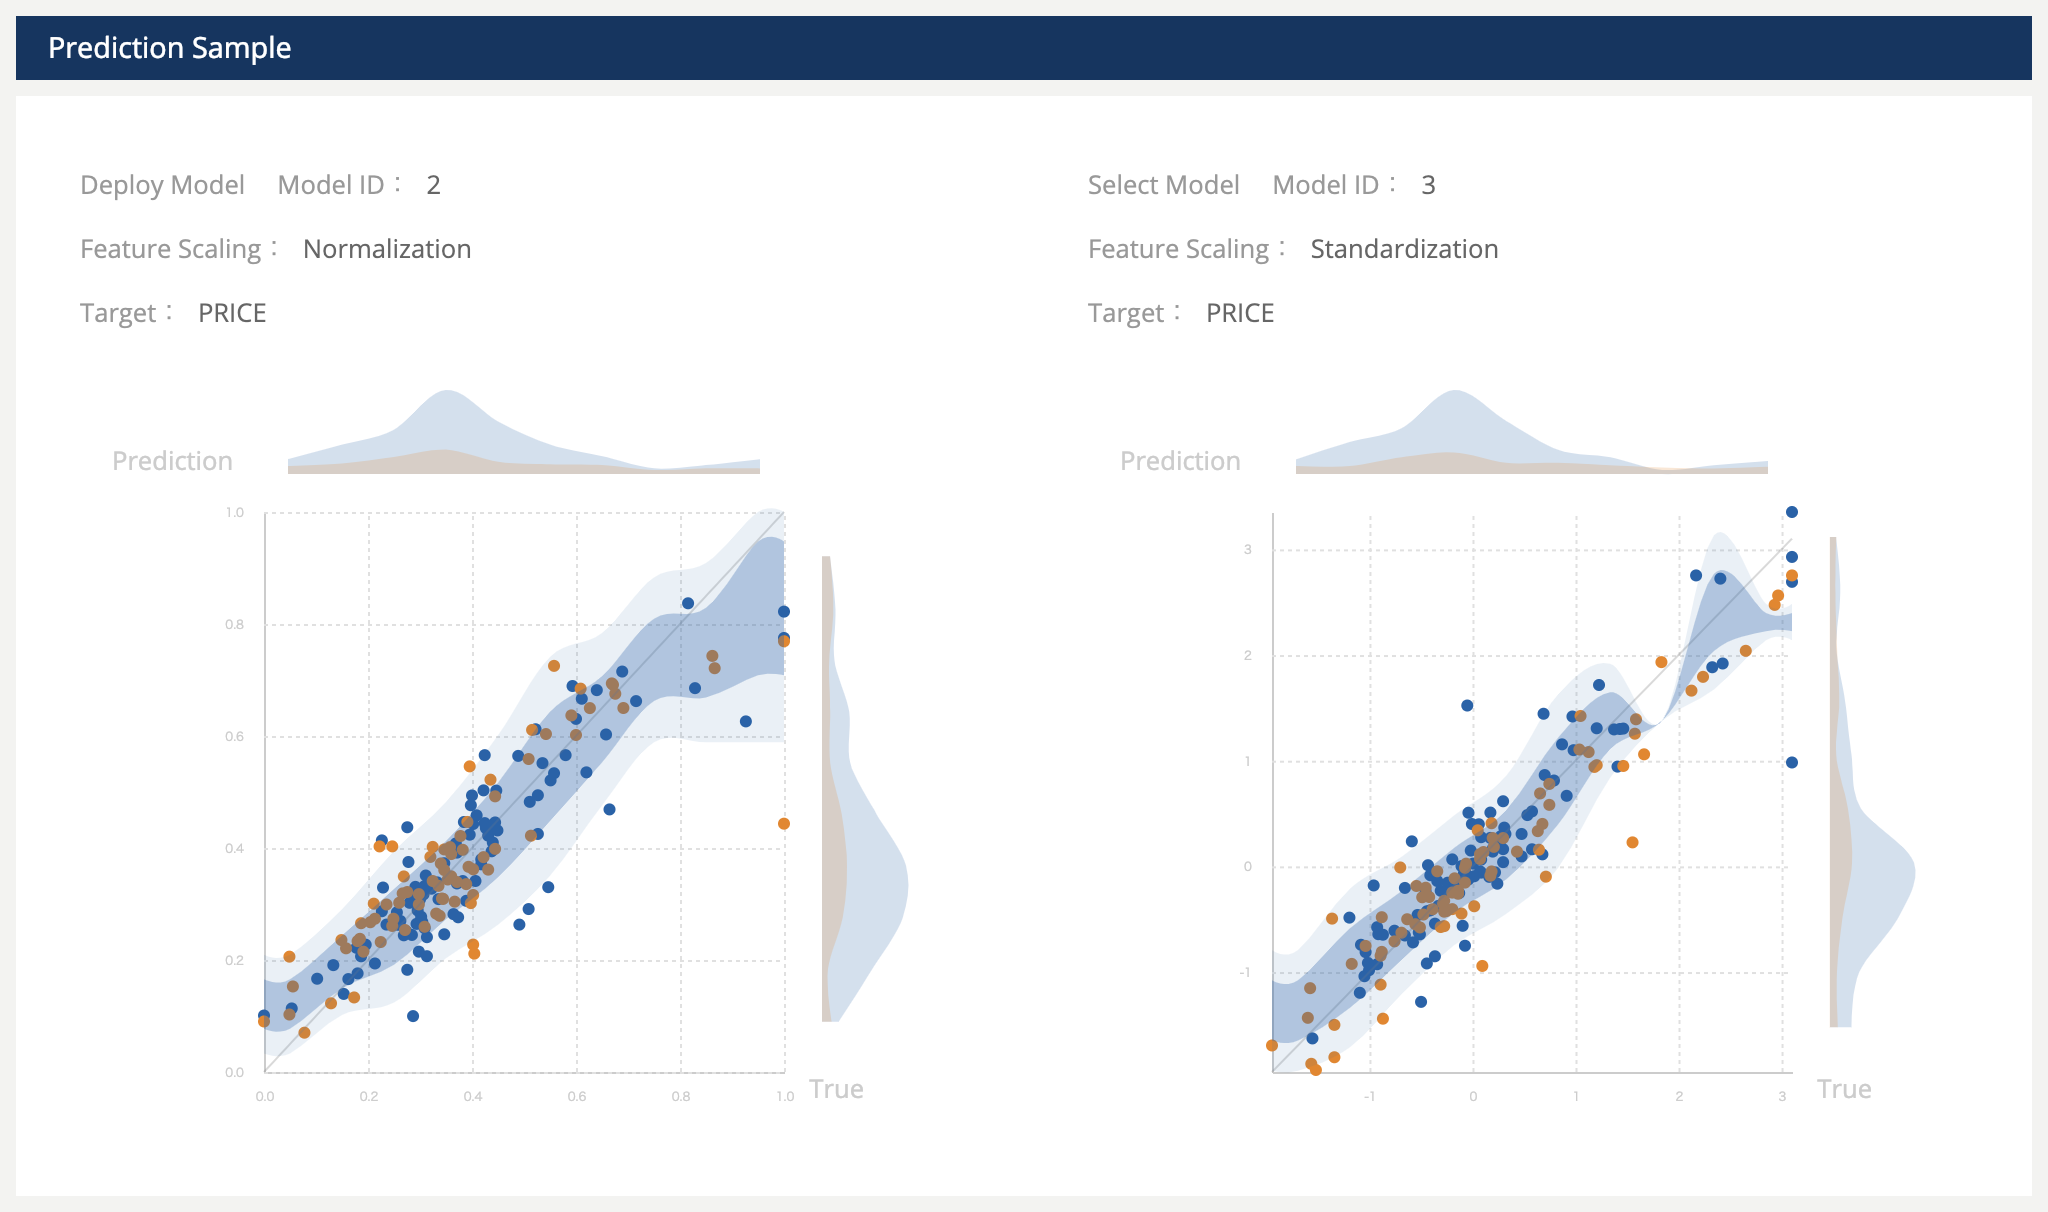 Prediction Sample
Deploy Model Model ID： 2
Feature Scaling： Normalization
Target： PRICE
Prediction
1.0
0.8
0.6
0.4
0.2
0.0
0.0 0.2 0.4 0.6 0.8 1.0
True
Select Model Model ID： 3
Feature Scaling： Standardization
Target： PRICE
Prediction
3
2
1
0
-1
-1 0 1 2 3
True